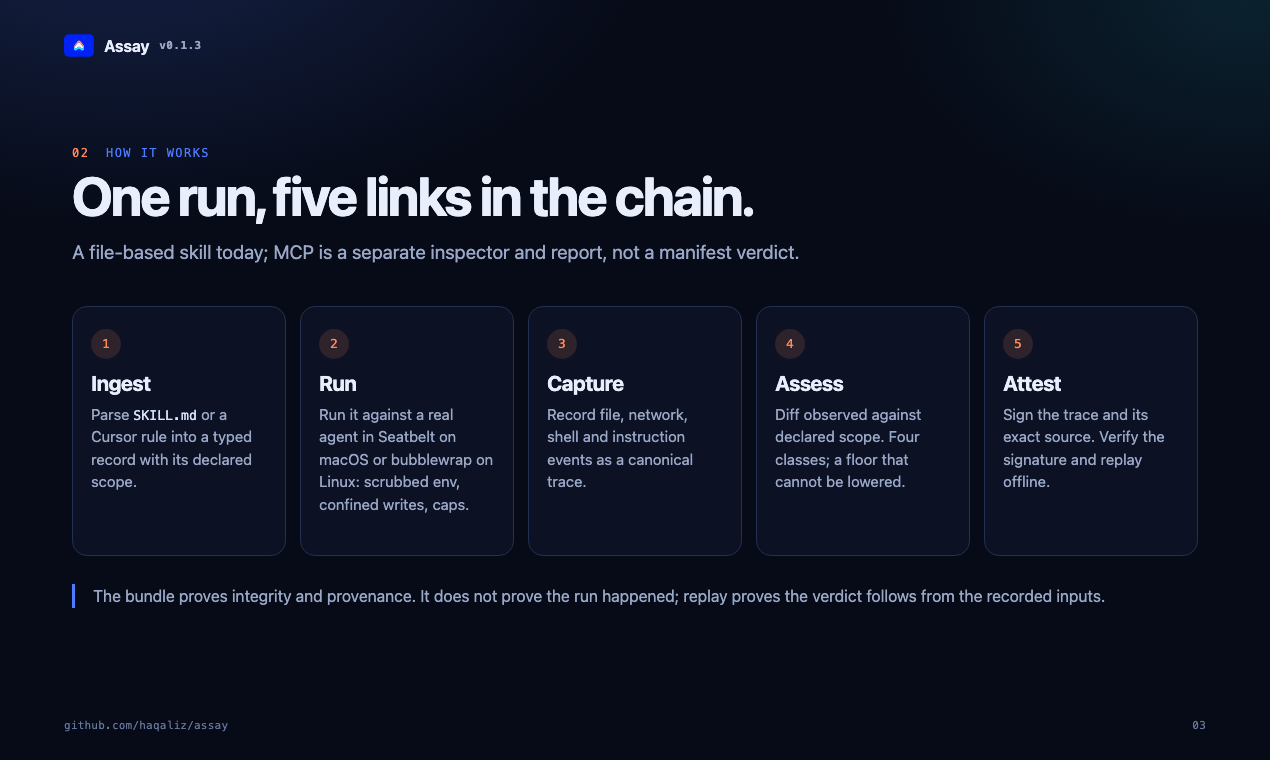 Assay v0.1.3
02 HOW IT WORKS
One run, five links in the chain.
A file-based skill today; MCP is a separate inspector and report, not a manifest verdict.
1
Ingest
Parse SKILL.md or a
Cursor rule into a typed
record with its declared
scope.
2
Run
Run it against a real
agent in Seatbelt on
macOS or bubblewrap on
Linux: scrubbed env,
confined writes, caps.
3
Capture
Record file, network,
shell and instruction
events as a canonical
trace.
4
Assess
Diff observed against
declared scope. Four
classes; a floor that
cannot be lowered.
5
Attest
Sign the trace and its
exact source. Verify the
signature and replay
offline.
The bundle proves integrity and provenance. It does not prove the run happened; replay proves the verdict follows from the recorded inputs.
github.com/haqaliz/assay
03